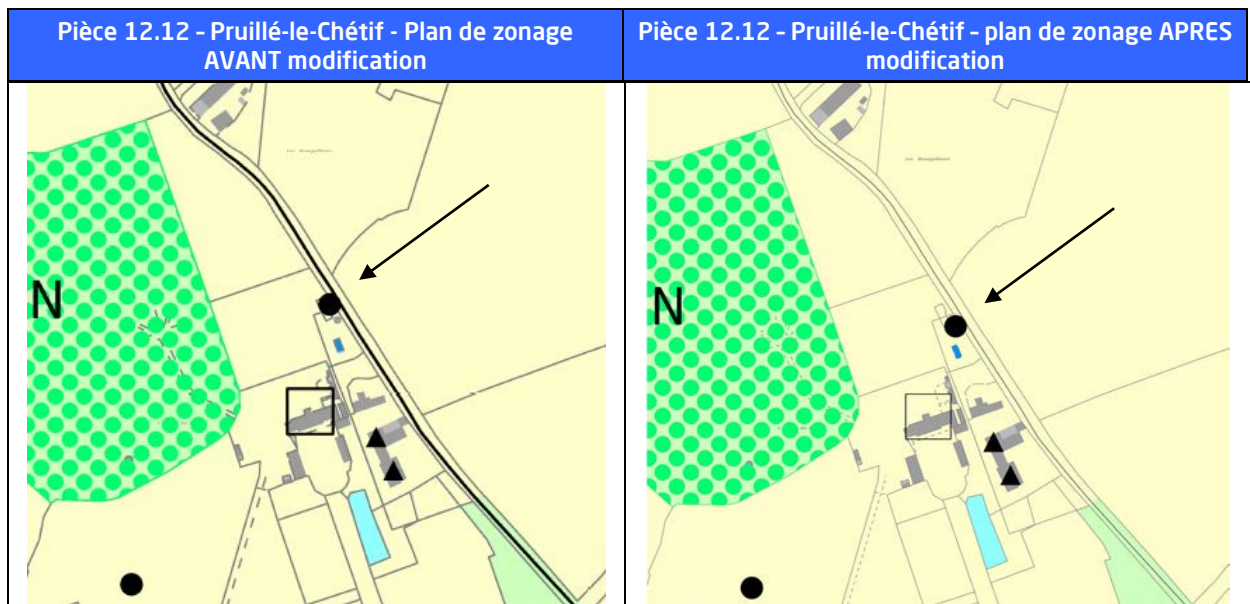 Pièce 12.12 – Pruillé-le-Chétif - Plan de zonage
AVANT modification
Pièce 12.12 – Pruillé-le-Chétif – plan de zonage APRES
modification
N
N